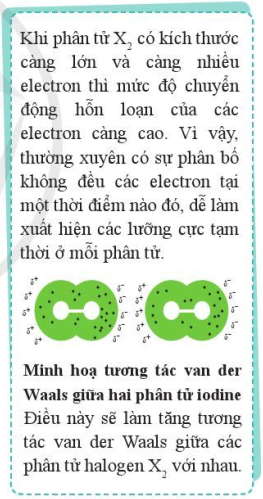 Khi phân tử X₂ có kích thước
càng lớn và càng nhiều
electron thì mức độ chuyển
động hỗn loạn của các
electron càng cao. Vì vậy,
thường xuyên có sự phân bố
không đều các electron tại
một thời điểm nào đó, dễ làm
xuất hiện các lưỡng cực tạm
thời ở mỗi phân tử.
δ⁺ δ⁻ δ⁺ δ⁻
δ⁺ δ⁻ δ⁺ δ⁻
δ⁺ δ⁻ δ⁺ δ⁻
δ⁺ δ⁻ δ⁺ δ⁻
δ⁺ δ⁻ δ⁺ δ⁻
Minh hoạ tương tác van der
Waals giữa hai phân tử iodine
Điều này sẽ làm tăng tương
tác van der Waals giữa các
phân tử halogen X₂ với nhau.